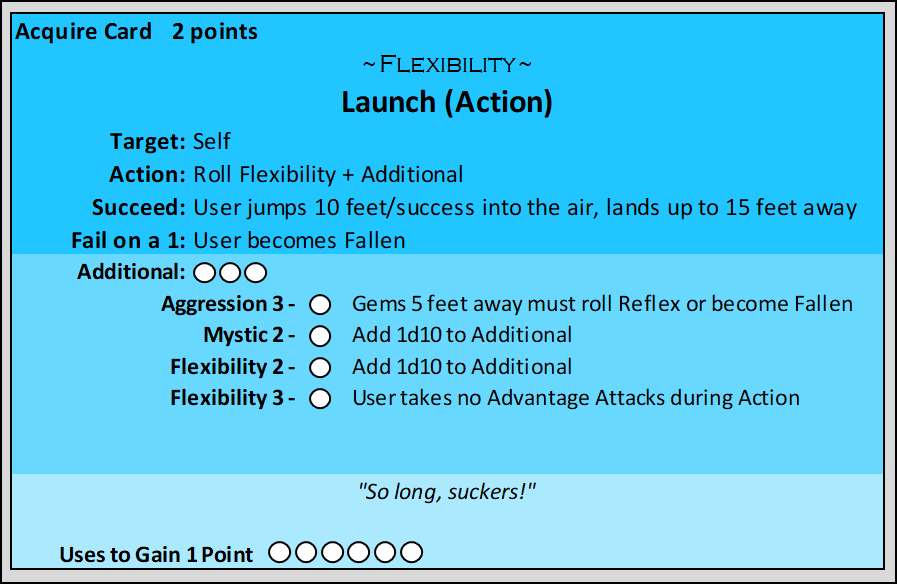 Acquire Card 2 points
~FLEXIBILITY~
Launch (Action)
Target: Self
Action: Roll Flexibility + Additional
Succeed: User jumps 10 feet/success into the air, lands up to 15 feet away
Fail on a 1: User becomes Fallen
Additional:
Aggression 3 - Gems 5 feet away must roll Reflex or become Fallen
Mystic 2 - Add 1d10 to Additional
Flexibility 2 - Add 1d10 to Additional
Flexibility 3 - User takes no Advantage Attacks during Action
"So long, suckers!"
Uses to Gain 1 Point